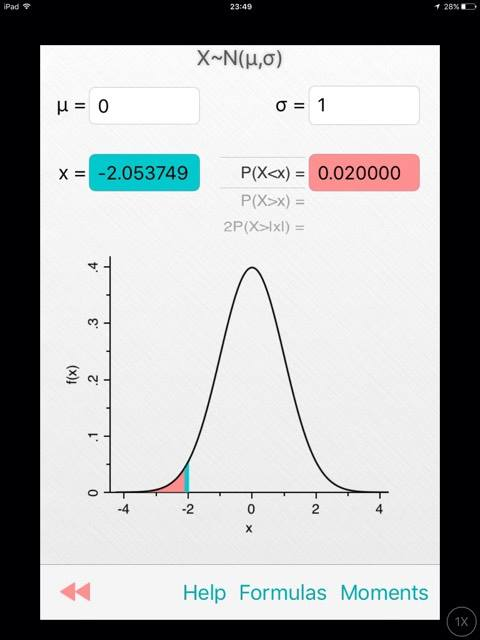 iPad 23:49 28%
X~N(μ,σ)
μ = 0 σ = 1
x = -2.053749 P(X<x) = 0.020000
P(X>x) =
2P(X>|x|) =
.4
.3
f(x)
.2
.1
0
-4 -2 0 2 4
x
Help Formulas Moments
1X